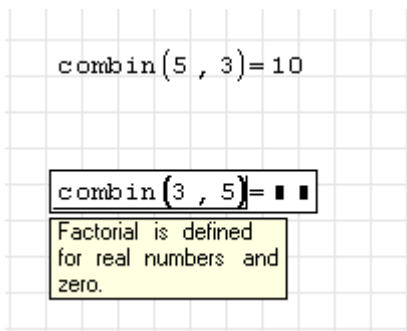 combin(5 , 3)=10
combin(3 , 5)=∎ ∎
Factorial is defined
for real numbers and
zero.